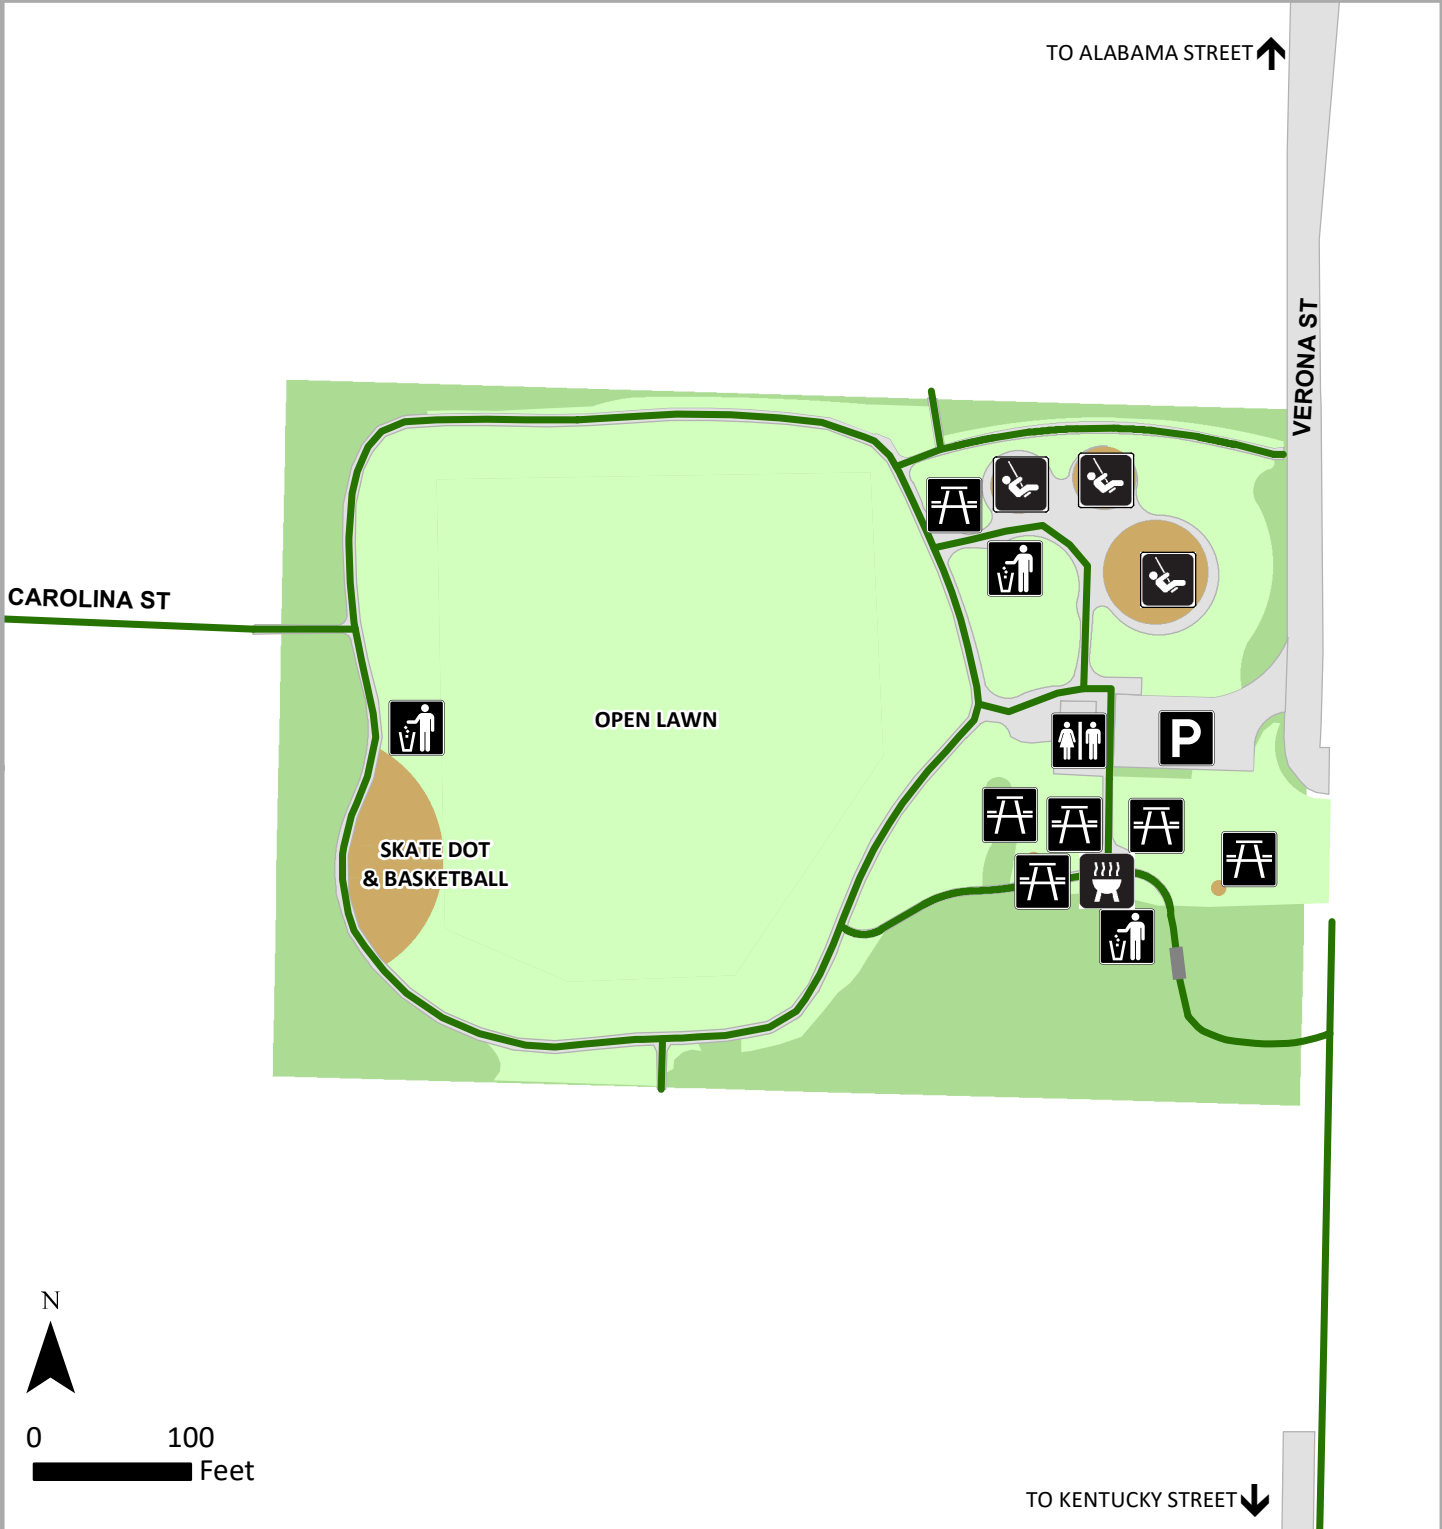 TO ALABAMA STREET
VERONA ST
CAROLINA ST
OPEN LAWN
P
SKATE DOT
& BASKETBALL
N
0 100
Feet
TO KENTUCKY STREET